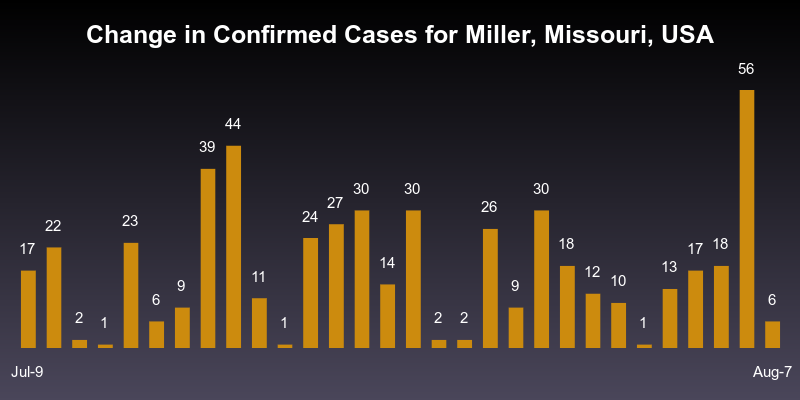 Change in Confirmed Cases for Miller, Missouri, USA
17 22 2 1 23 6 9 39 44 11 1 24 27 30 14 30 2 2 26 9 30 18 12 10 1 13 17 18 56 6
Jul-9 Aug-7